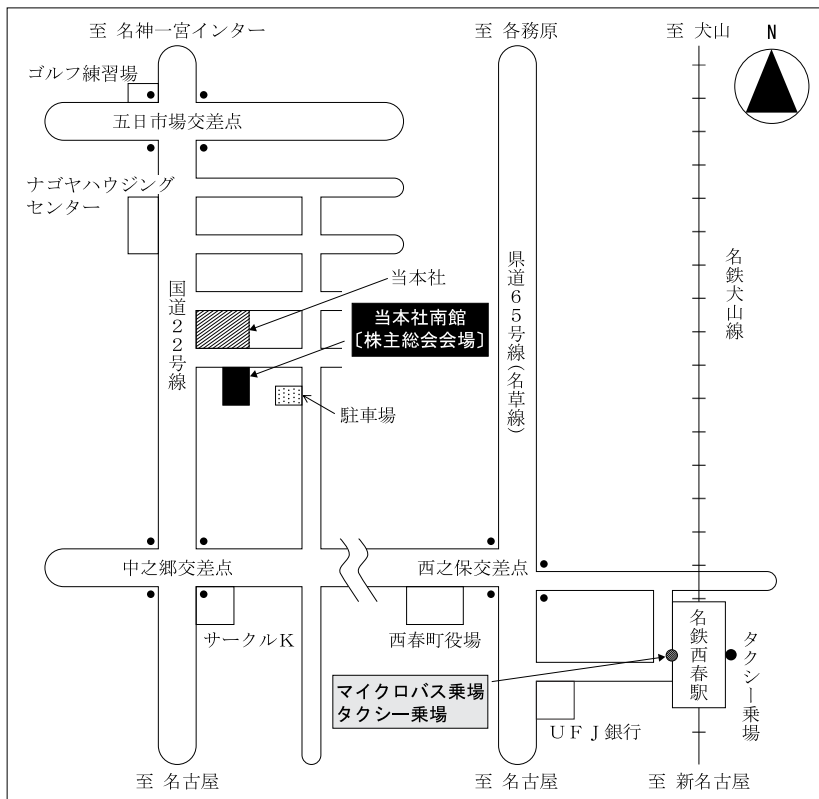 至 名神一宮インター
至 各務原
至 犬山
N
ゴルフ練習場
五日市場交差点
ナゴヤハウジング
センター
国道22号線
当本社
当本社南館
〔株主総会会場〕
駐車場
県道65号線(名草線)
名鉄犬山線
中之郷交差点
西之保交差点
サークルK
西春町役場
マイクロバス乗場
タクシー乗場
名鉄西春駅
タクシー乗場
UFJ銀行
至 名古屋
至 名古屋
至 新名古屋